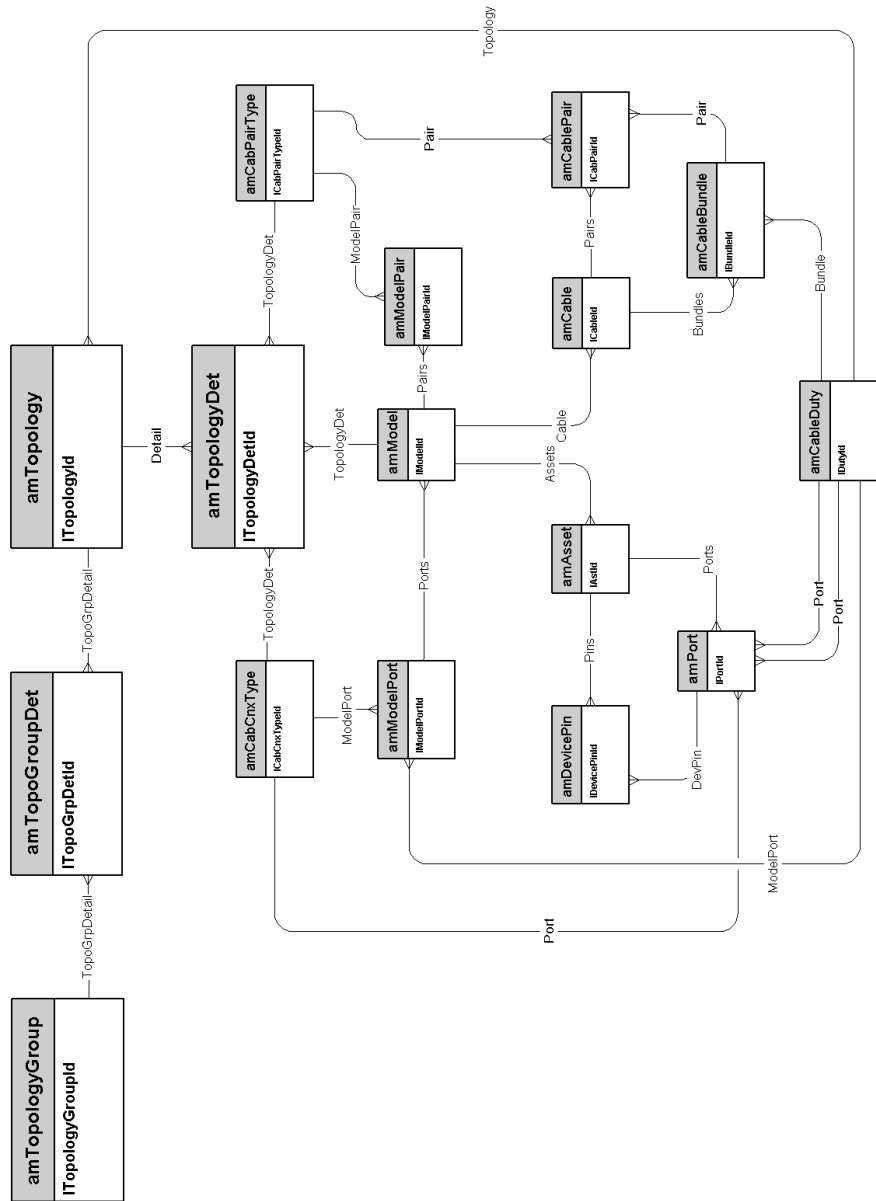 amTopologyGroup
lTopologyGroupId
TopoGrpDetail
amTopoGroupDet
lTopoGrpDetId
TopoGrpDetail
amTopology
lTopologyId
Topology
Detail
amCabCnxType
lCabCnxTypeId
TopologyDet
amTopologyDet
lTopologyDetId
TopologyDet
amCabPairType
lCabPairTypeId
ModelPort
TopologyDet
ModelPair
Pair
amModelPort
lModelPortId
Ports
amModel
lModelId
Pairs
amModelPair
lModelPairId
Port
Assets
Cable
amDevicePin
lDevicePinId
Pins
amAsset
lAstId
amCable
lCableId
Pairs
amCablePair
lCabPairId
DevPin
Ports
Bundles
Pair
amPort
lPortId
amCableBundle
lBundleId
ModelPort
Port
Port
Bundle
amCableDuty
lDutyId